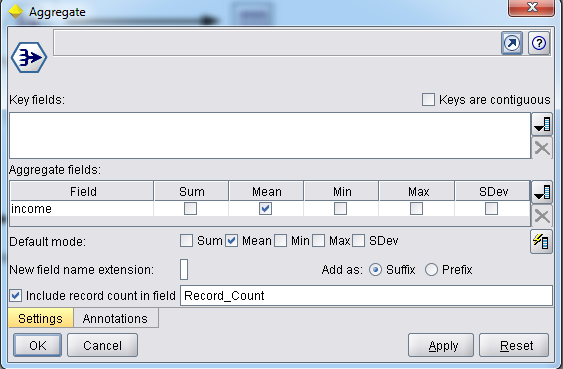 Aggregate
Key fields: Keys are contiguous
Aggregate fields:
Field Sum Mean Min Max SDev
income
Default mode: Sum Mean Min Max SDev
New field name extension: Add as: Suffix Prefix
Include record count in field Record_Count
Settings Annotations
OK Cancel Apply Reset